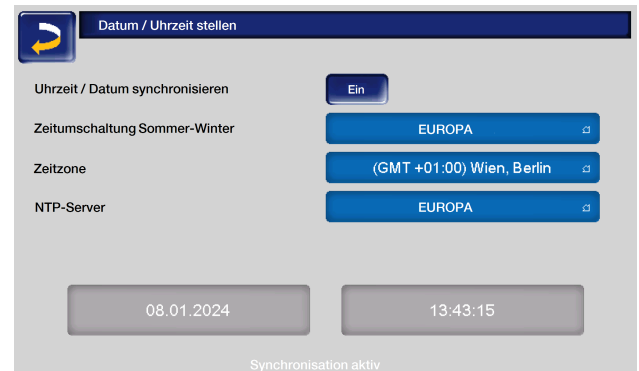 Datum / Uhrzeit stellen
Uhrzeit / Datum synchronisieren Ein
Zeitumschaltung Sommer-Winter EUROPA
Zeitzone (GMT +01:00) Wien, Berlin
NTP-Server EUROPA
08.01.2024 13:43:15
Synchronisation aktiv